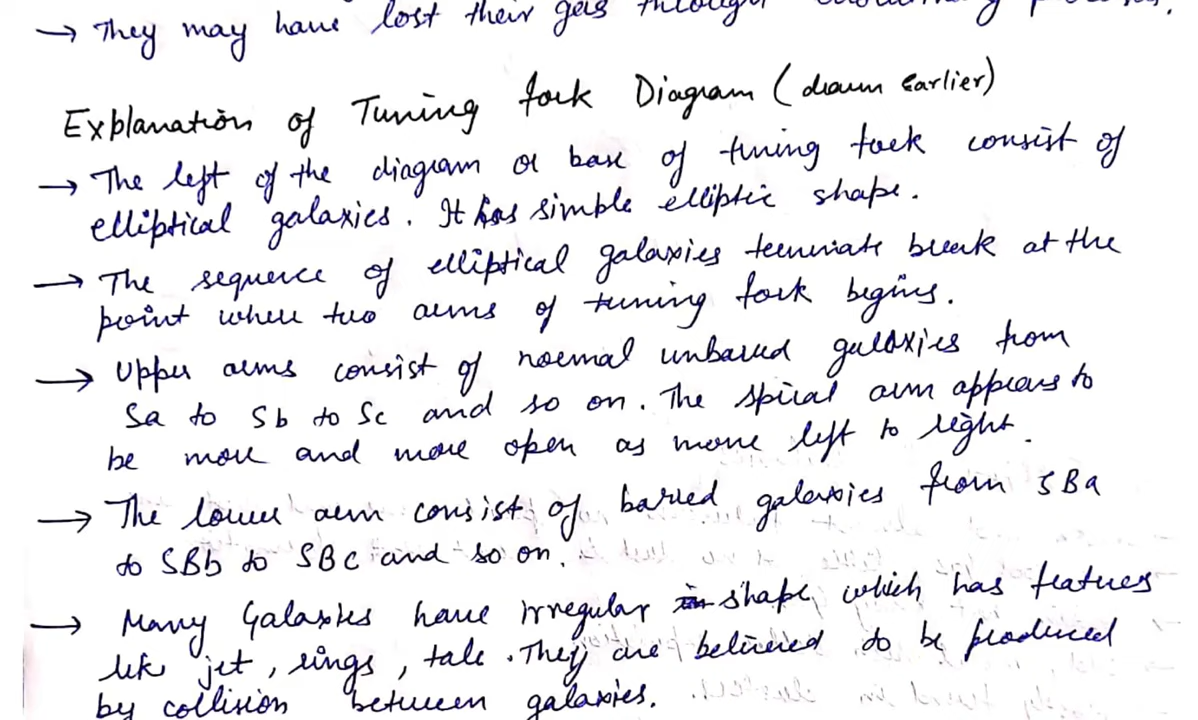 → They may have lost their gas through
Explanation of Tuning fork Diagram (drawn Earlier)
→ The left of the diagram or base of tuning fork consist of
elliptical galaxies. It has simple elliptic shape.
→ The sequence of elliptical galaxies terminate break at the
point where two arms of tuning fork begins.
→ Upper arms consist of normal unbarred galaxies from
Sa to Sb to Sc and so on. The spiral arm appears to
be more and more open as move left to right.
→ The lower arm consist of barred galaxies from SBa
to SBb to SBc and so on.
→ Many Galaxies have irregular shape, which has features
like jet, rings, tale. They are believed to be produced
by collision between galaxies.